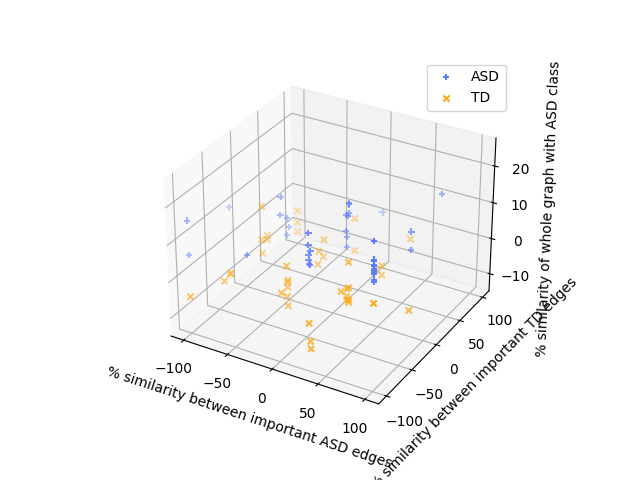 ASD
TD
20
10
0
−10
% similarity of whole graph with ASD class
100
50
0
−50
−100
% similarity between important TD edges
−100
−50
0
50
100
% similarity between important ASD edges